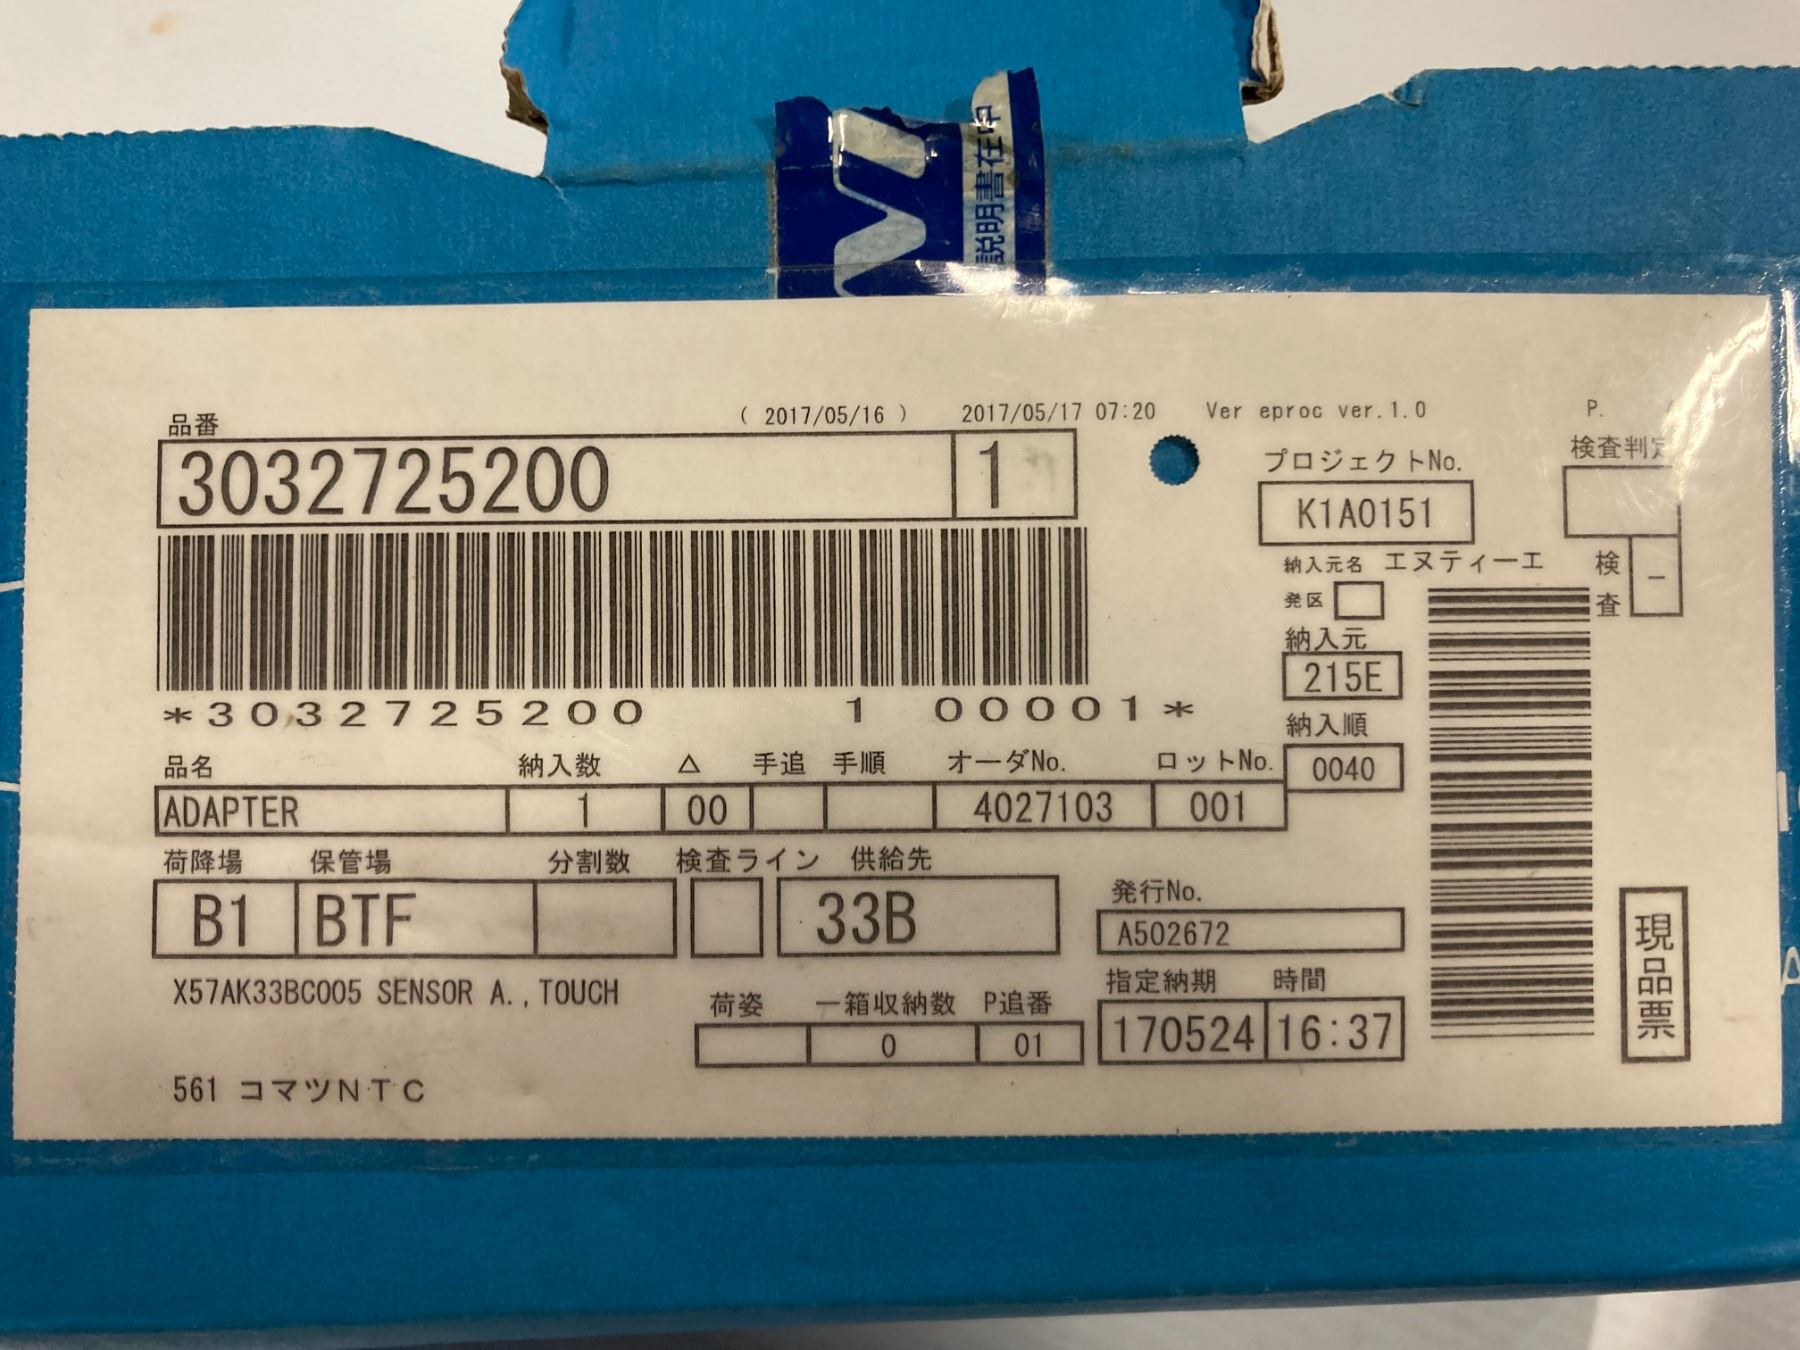 説明書在中
品番
( 2017/05/16 ) 2017/05/17 07:20 Ver eproc ver.1.0 P.
3032725200 1
プロジェクトNo.
K1A0151
検査判定
納入元名 エヌティーエ
検査 －
発区
納入元
215E
*3032725200 1 00001*
納入順
0040
品名 納入数 △ 手追 手順 オーダNo. ロットNo.
ADAPTER 1 00 4027103 001
荷降場 保管場 分割数 検査ライン 供給先
B1 BTF 33B
発行No.
A502672
X57AK33BC005 SENSOR A.,TOUCH
荷姿 一箱収納数 P追番
0 01
指定納期 時間
170524 16:37
現品票
561 コマツNTC